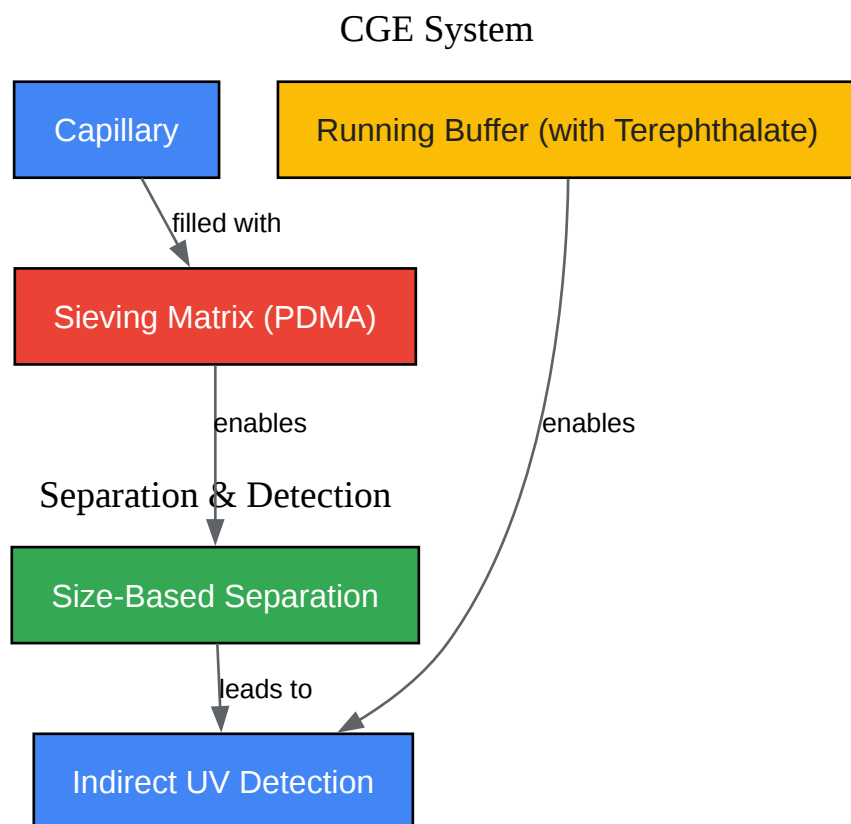 CGE System
Capillary
Running Buffer (with Terephthalate)
filled with
Sieving Matrix (PDMA)
enables
enables
Separation & Detection
Size-Based Separation
leads to
Indirect UV Detection